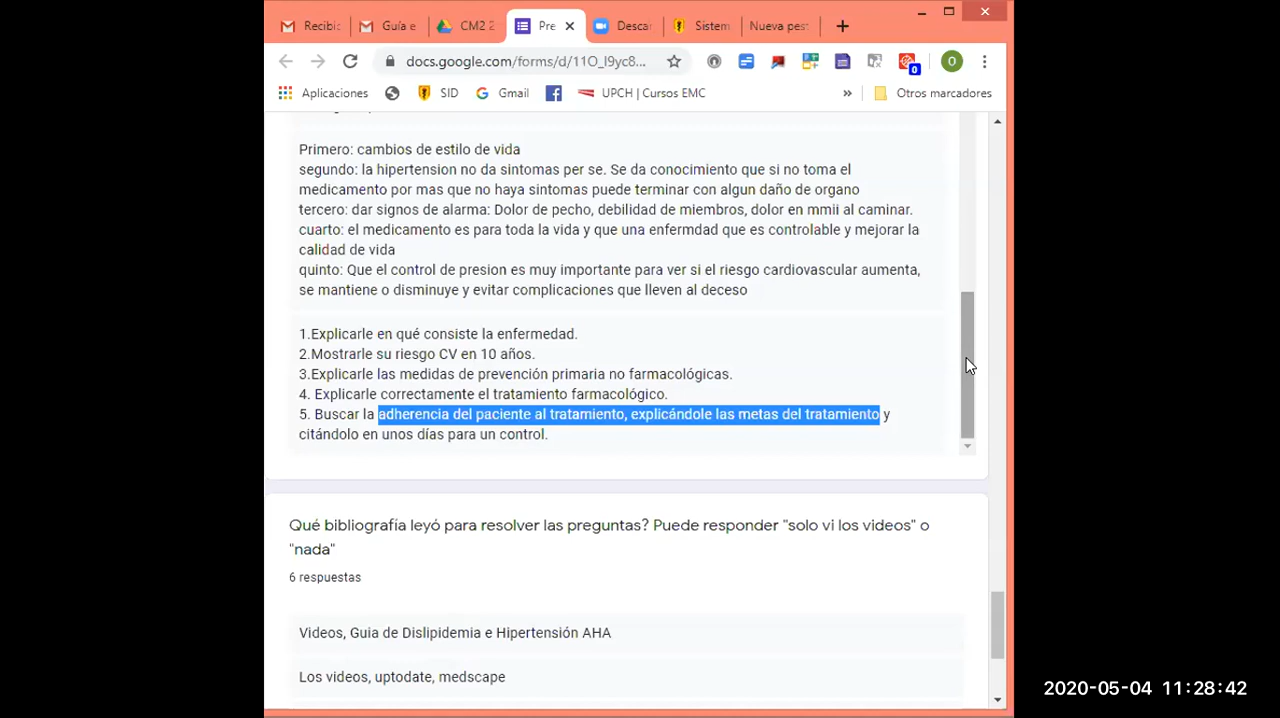 Recibic
Guía e
CM2 2
Pre
Descar
Sistem
Nueva pes
docs.google.com/forms/d/11O_I9yc8...
0
O
Aplicaciones
SID
Gmail
UPCH | Cursos EMC
»
Otros marcadores
Primero: cambios de estilo de vida
segundo: la hipertension no da sintomas per se. Se da conocimiento que si no toma el
medicamento por mas que no haya sintomas puede terminar con algun daño de organo
tercero: dar signos de alarma: Dolor de pecho, debilidad de miembros, dolor en mmii al caminar.
cuarto: el medicamento es para toda la vida y que una enfermdad que es controlable y mejorar la
calidad de vida
quinto: Que el control de presion es muy importante para ver si el riesgo cardiovascular aumenta,
se mantiene o disminuye y evitar complicaciones que lleven al deceso
1.Explicarle en qué consiste la enfermedad.
2.Mostrarle su riesgo CV en 10 años.
3.Explicarle las medidas de prevención primaria no farmacológicas.
4. Explicarle correctamente el tratamiento farmacológico.
5. Buscar la adherencia del paciente al tratamiento, explicándole las metas del tratamiento y
citándolo en unos días para un control.
Qué bibliografía leyó para resolver las preguntas? Puede responder "solo vi los videos" o
"nada"
6 respuestas
Videos, Guia de Dislipidemia e Hipertensión AHA
Los videos, uptodate, medscape
2020-05-04 11:28:42